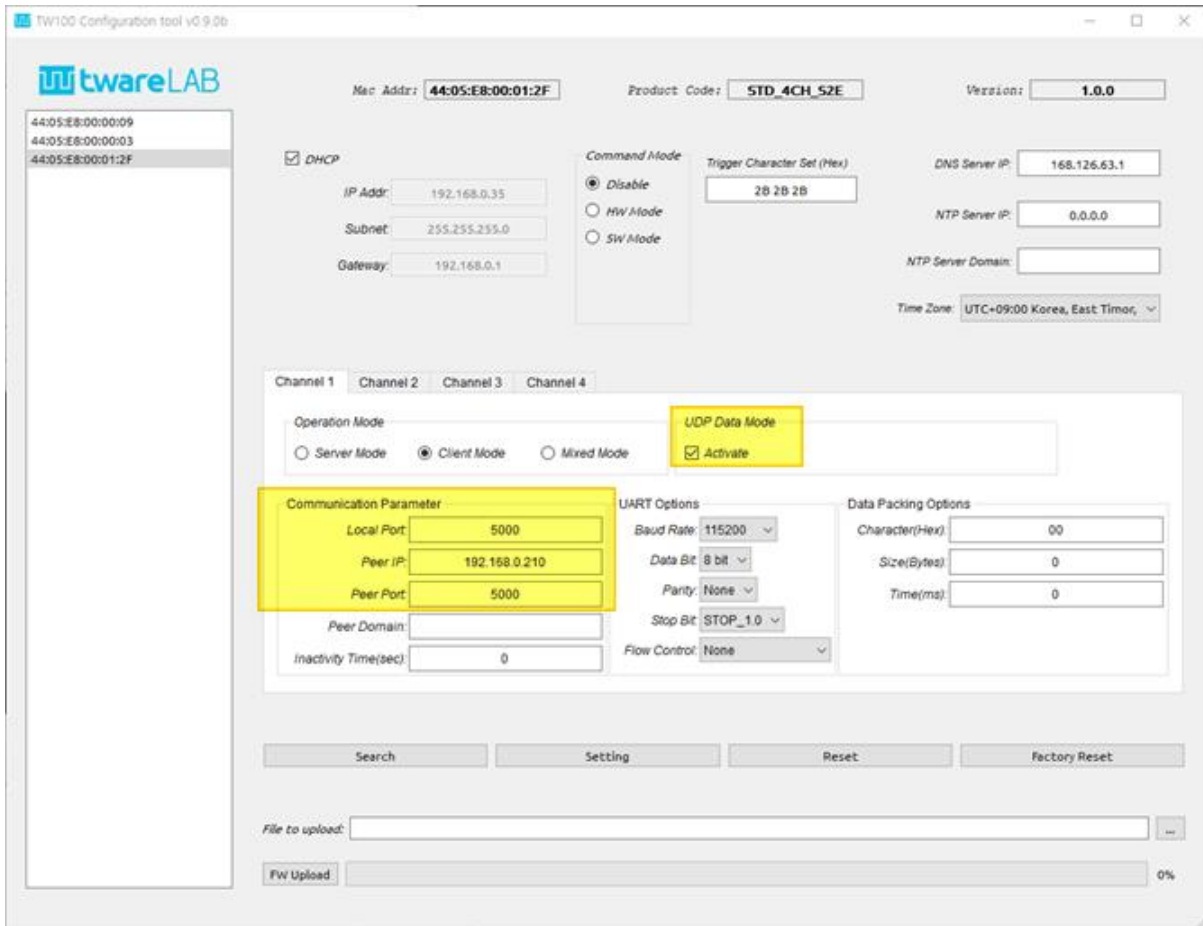 TW100 Configuration tool v0.9.0b
twareLAB
Mac Addr: 44:05:E8:00:01:2F Product Code: STD_4CH_S2E Version: 1.0.0
44:05:E8:00:00:09
44:05:E8:00:00:03
44:05:E8:00:01:2F
DHCP
IP Addr: 192.168.0.35
Subnet: 255.255.255.0
Gateway: 192.168.0.1
Command Mode
Disable
HW Mode
SW Mode
Trigger Character Set (Hex)
2B 2B 2B
DNS Server IP: 168.126.63.1
NTP Server IP: 0.0.0.0
NTP Server Domain:
Time Zone: UTC+09:00 Korea, East Timor,
Channel 1 Channel 2 Channel 3 Channel 4
Operation Mode
Server Mode Client Mode Mixed Mode
UDP Data Mode
Activate
Communication Parameter
Local Port: 5000
Peer IP: 192.168.0.210
Peer Port: 5000
Peer Domain:
Inactivity Time(sec): 0
UART Options
Baud Rate: 115200
Data Bit: 8 bit
Parity: None
Stop Bit: STOP_1.0
Flow Control: None
Data Packing Options
Character(Hex): 00
Size(Bytes): 0
Time(ms): 0
Search Setting Reset Factory Reset
File to upload: ...
FW Upload 0%